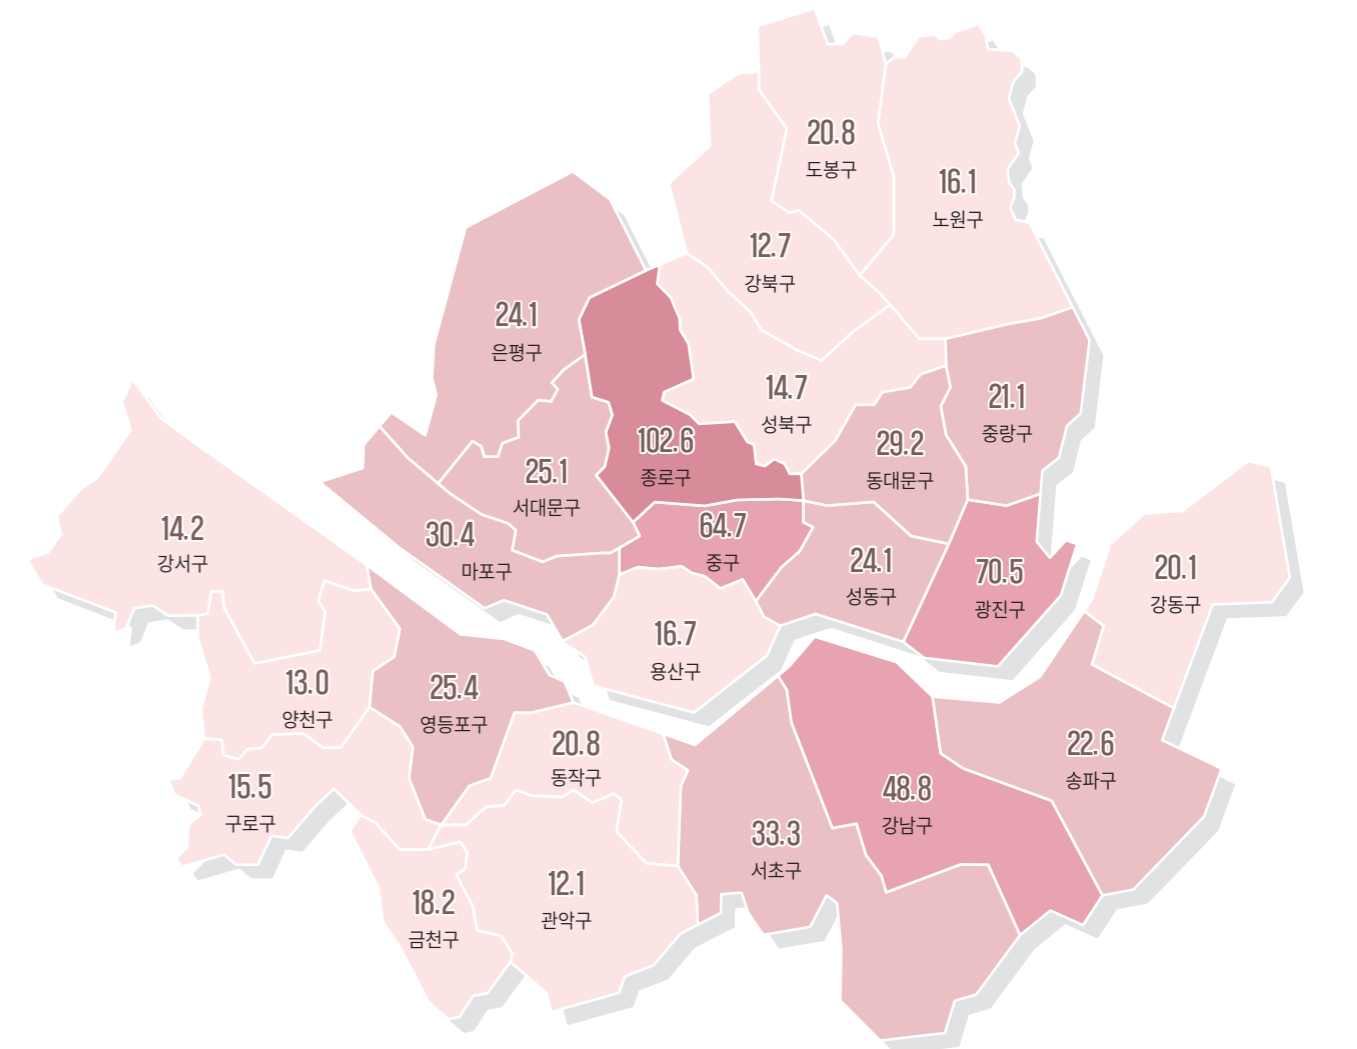 20.8
도봉구
16.1
노원구
12.7
강북구
24.1
은평구
14.7
성북구
21.1
중랑구
102.6
종로구
29.2
동대문구
25.1
서대문구
30.4
마포구
64.7
중구
24.1
성동구
70.5
광진구
14.2
강서구
20.1
강동구
16.7
용산구
13.0
양천구
25.4
영등포구
20.8
동작구
22.6
송파구
15.5
구로구
48.8
강남구
33.3
서초구
18.2
금천구
12.1
관악구